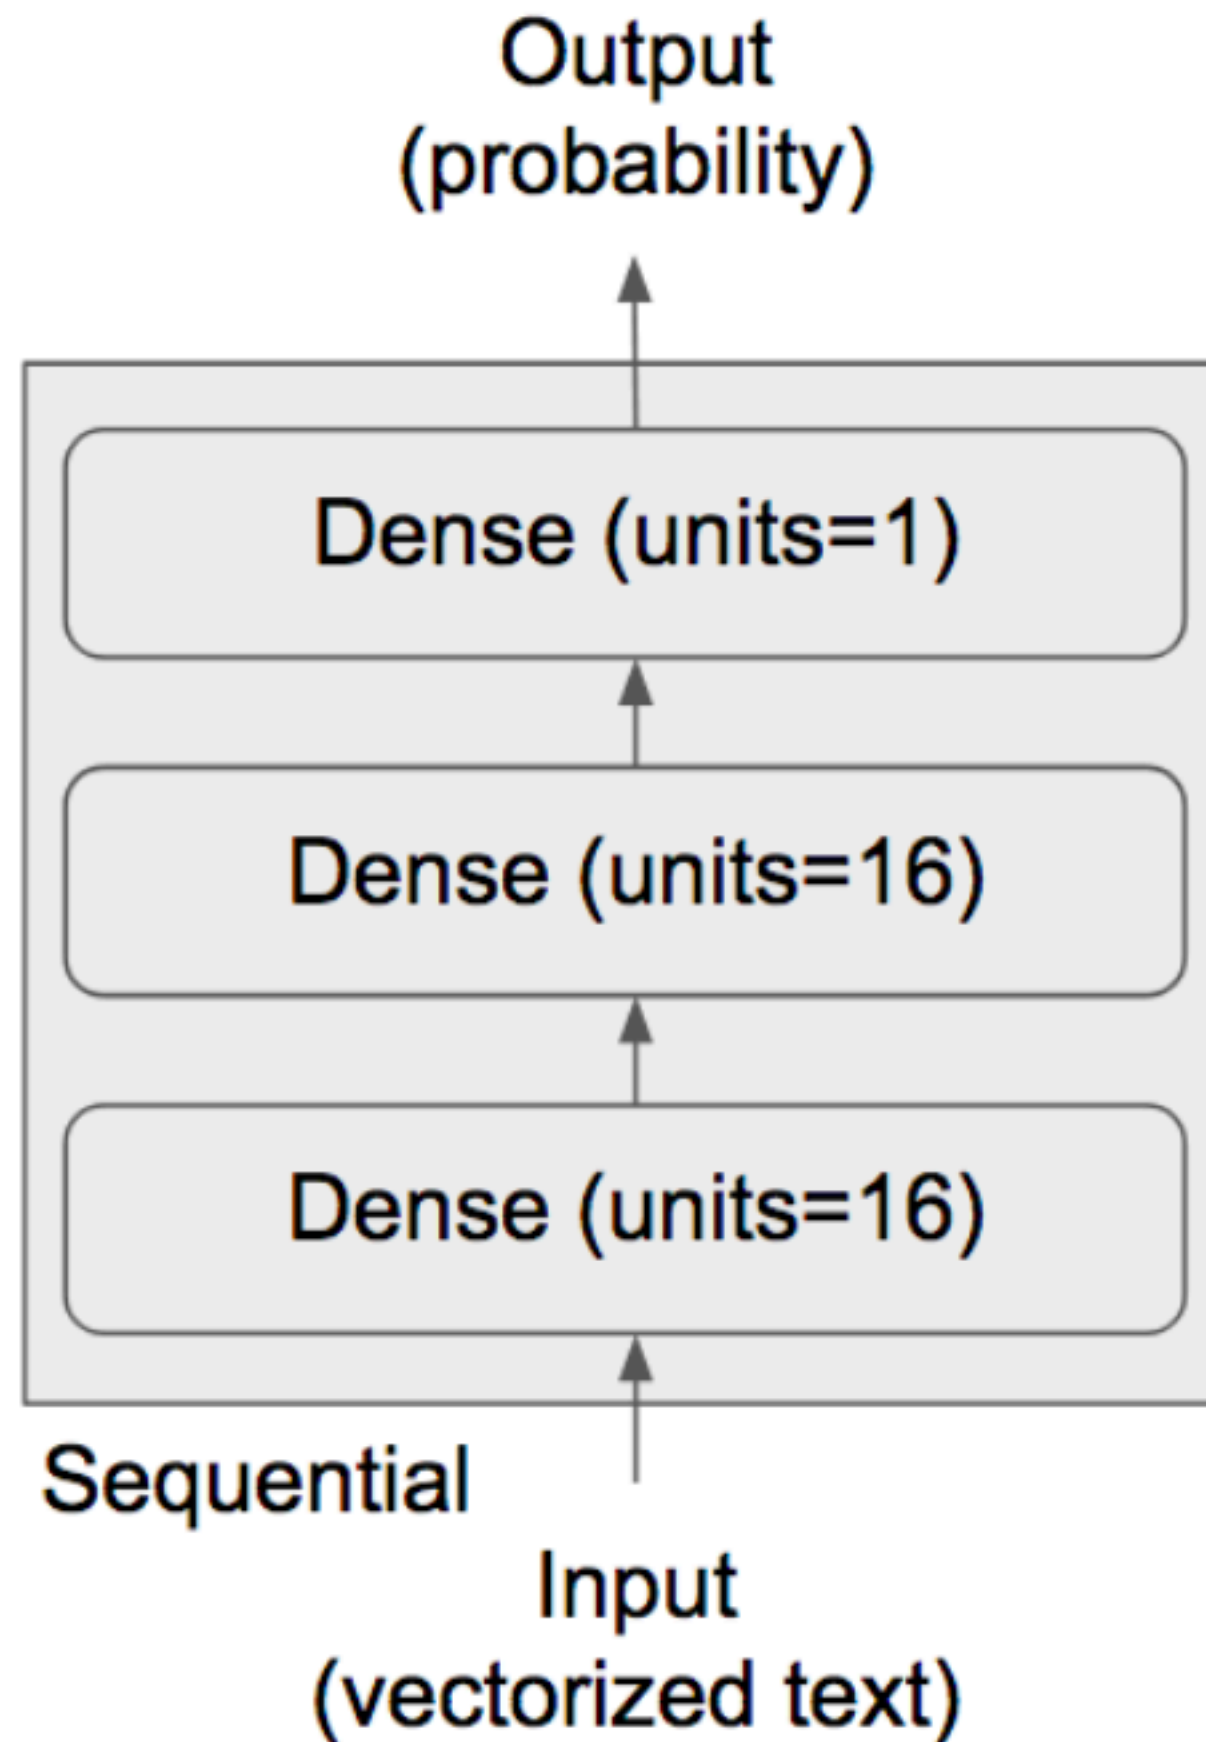 Output
(probability)
Dense (units=1)
Dense (units=16)
Dense (units=16)
Sequential
Input
(vectorized text)